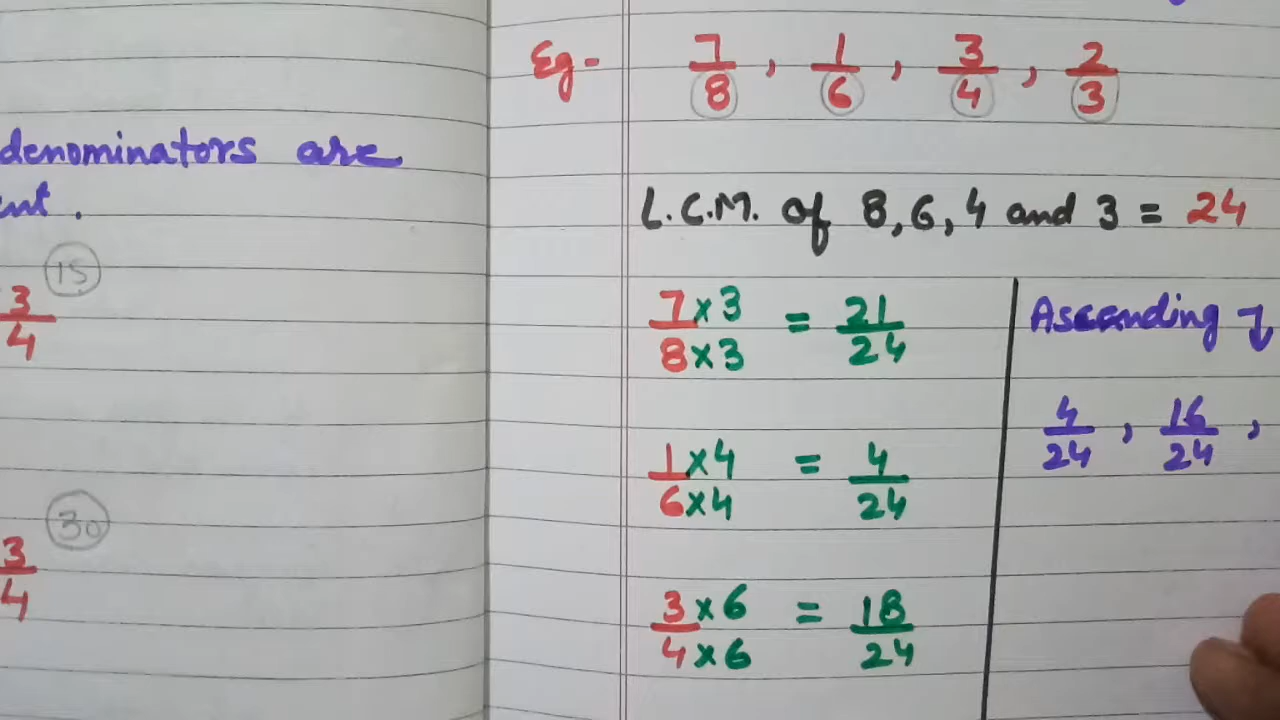 denominators are
ent.
15
3/4
30
3/4
Eg- 7/8, 1/6, 3/4, 2/3
L.C.M. of 8, 6, 4 and 3 = 24
7×3/8×3 = 21/24
1×4/6×4 = 4/24
3×6/4×6 = 18/24
Ascending
4/24, 16/24,